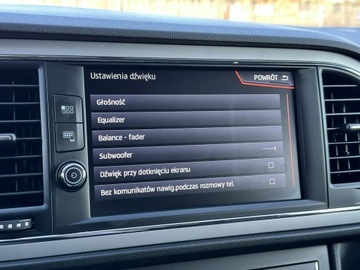 Ustawienia dźwięku
POWRÓT
Głośność
Equalizer
Balance - fader
Subwoofer
Dźwięk przy dotknięciu ekranu
Bez komunikatów nawig.podczas rozmowy tel.